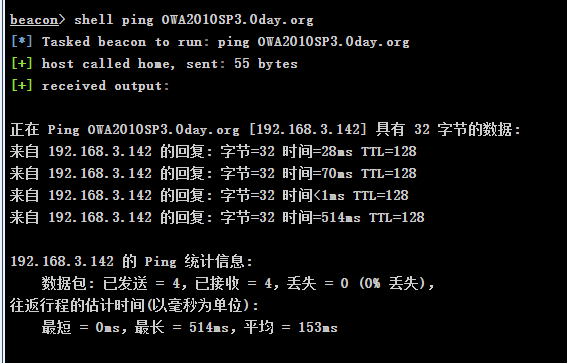 beacon> shell ping OWA2010SP3.0day.org
[*] Tasked beacon to run: ping OWA2010SP3.0day.org
[+] host called home, sent: 55 bytes
[+] received output:
正在 Ping OWA2010SP3.0day.org [192.168.3.142] 具有 32 字节的数据:
来自 192.168.3.142 的回复: 字节=32 时间=28ms TTL=128
来自 192.168.3.142 的回复: 字节=32 时间=70ms TTL=128
来自 192.168.3.142 的回复: 字节=32 时间<1ms TTL=128
来自 192.168.3.142 的回复: 字节=32 时间=514ms TTL=128
192.168.3.142 的 Ping 统计信息:
数据包: 已发送 = 4，已接收 = 4，丢失 = 0 (0% 丢失)，
往返行程的估计时间(以毫秒为单位):
最短 = 0ms，最长 = 514ms，平均 = 153ms